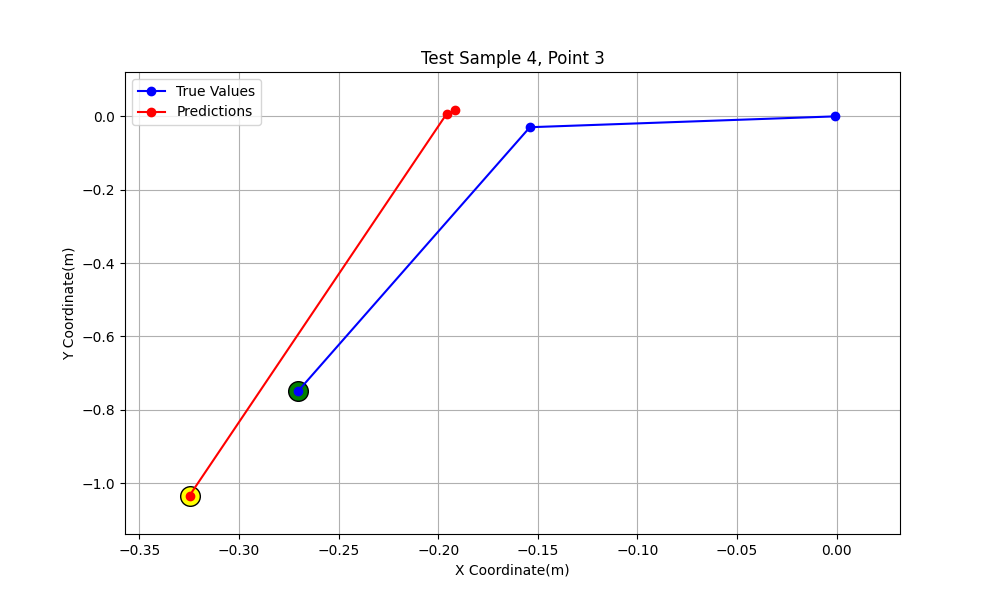 Test Sample 4, Point 3
True Values
Predictions
0.0
−0.2
−0.4
−0.6
−0.8
−1.0
Y Coordinate(m)
−0.35 −0.30 −0.25 −0.20 −0.15 −0.10 −0.05 0.00
X Coordinate(m)